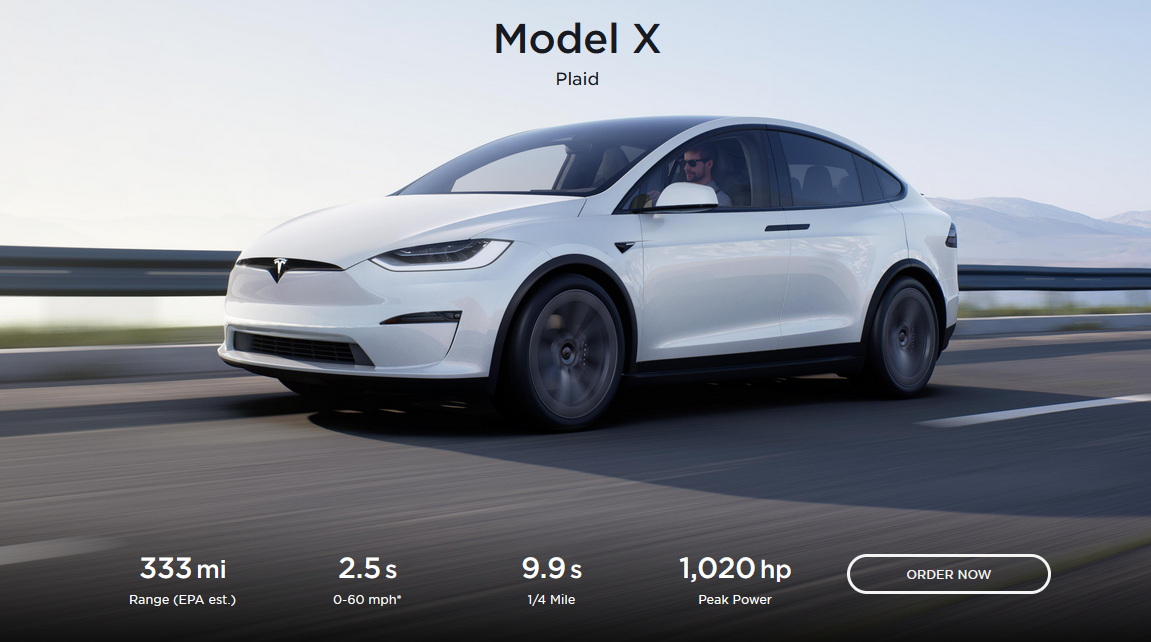 Model X
Plaid
333 mi
Range (EPA est.)
2.5 s
0-60 mph*
9.9 s
1/4 Mile
1,020 hp
Peak Power
ORDER NOW